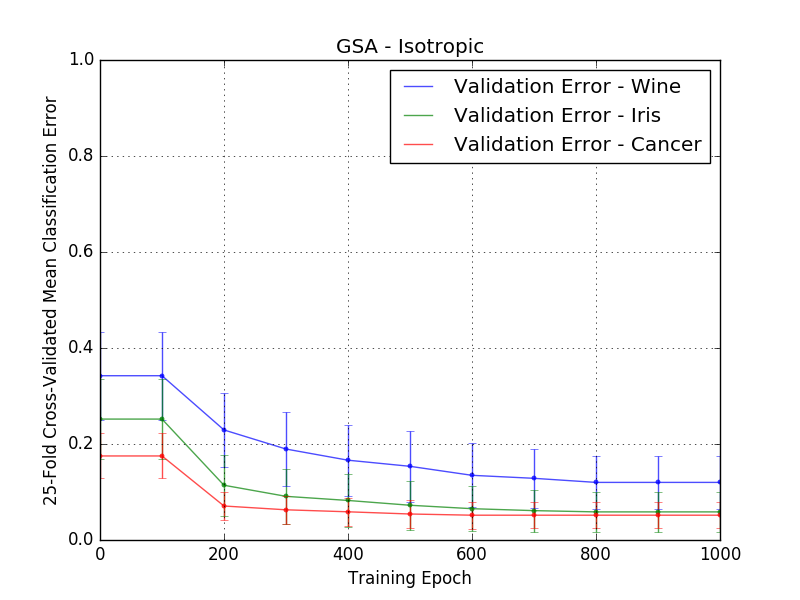 GSA - Isotropic
Validation Error - Wine
Validation Error - Iris
Validation Error - Cancer
25-Fold Cross-Validated Mean Classification Error
1.0
0.8
0.6
0.4
0.2
0.0
0 200 400 600 800 1000
Training Epoch